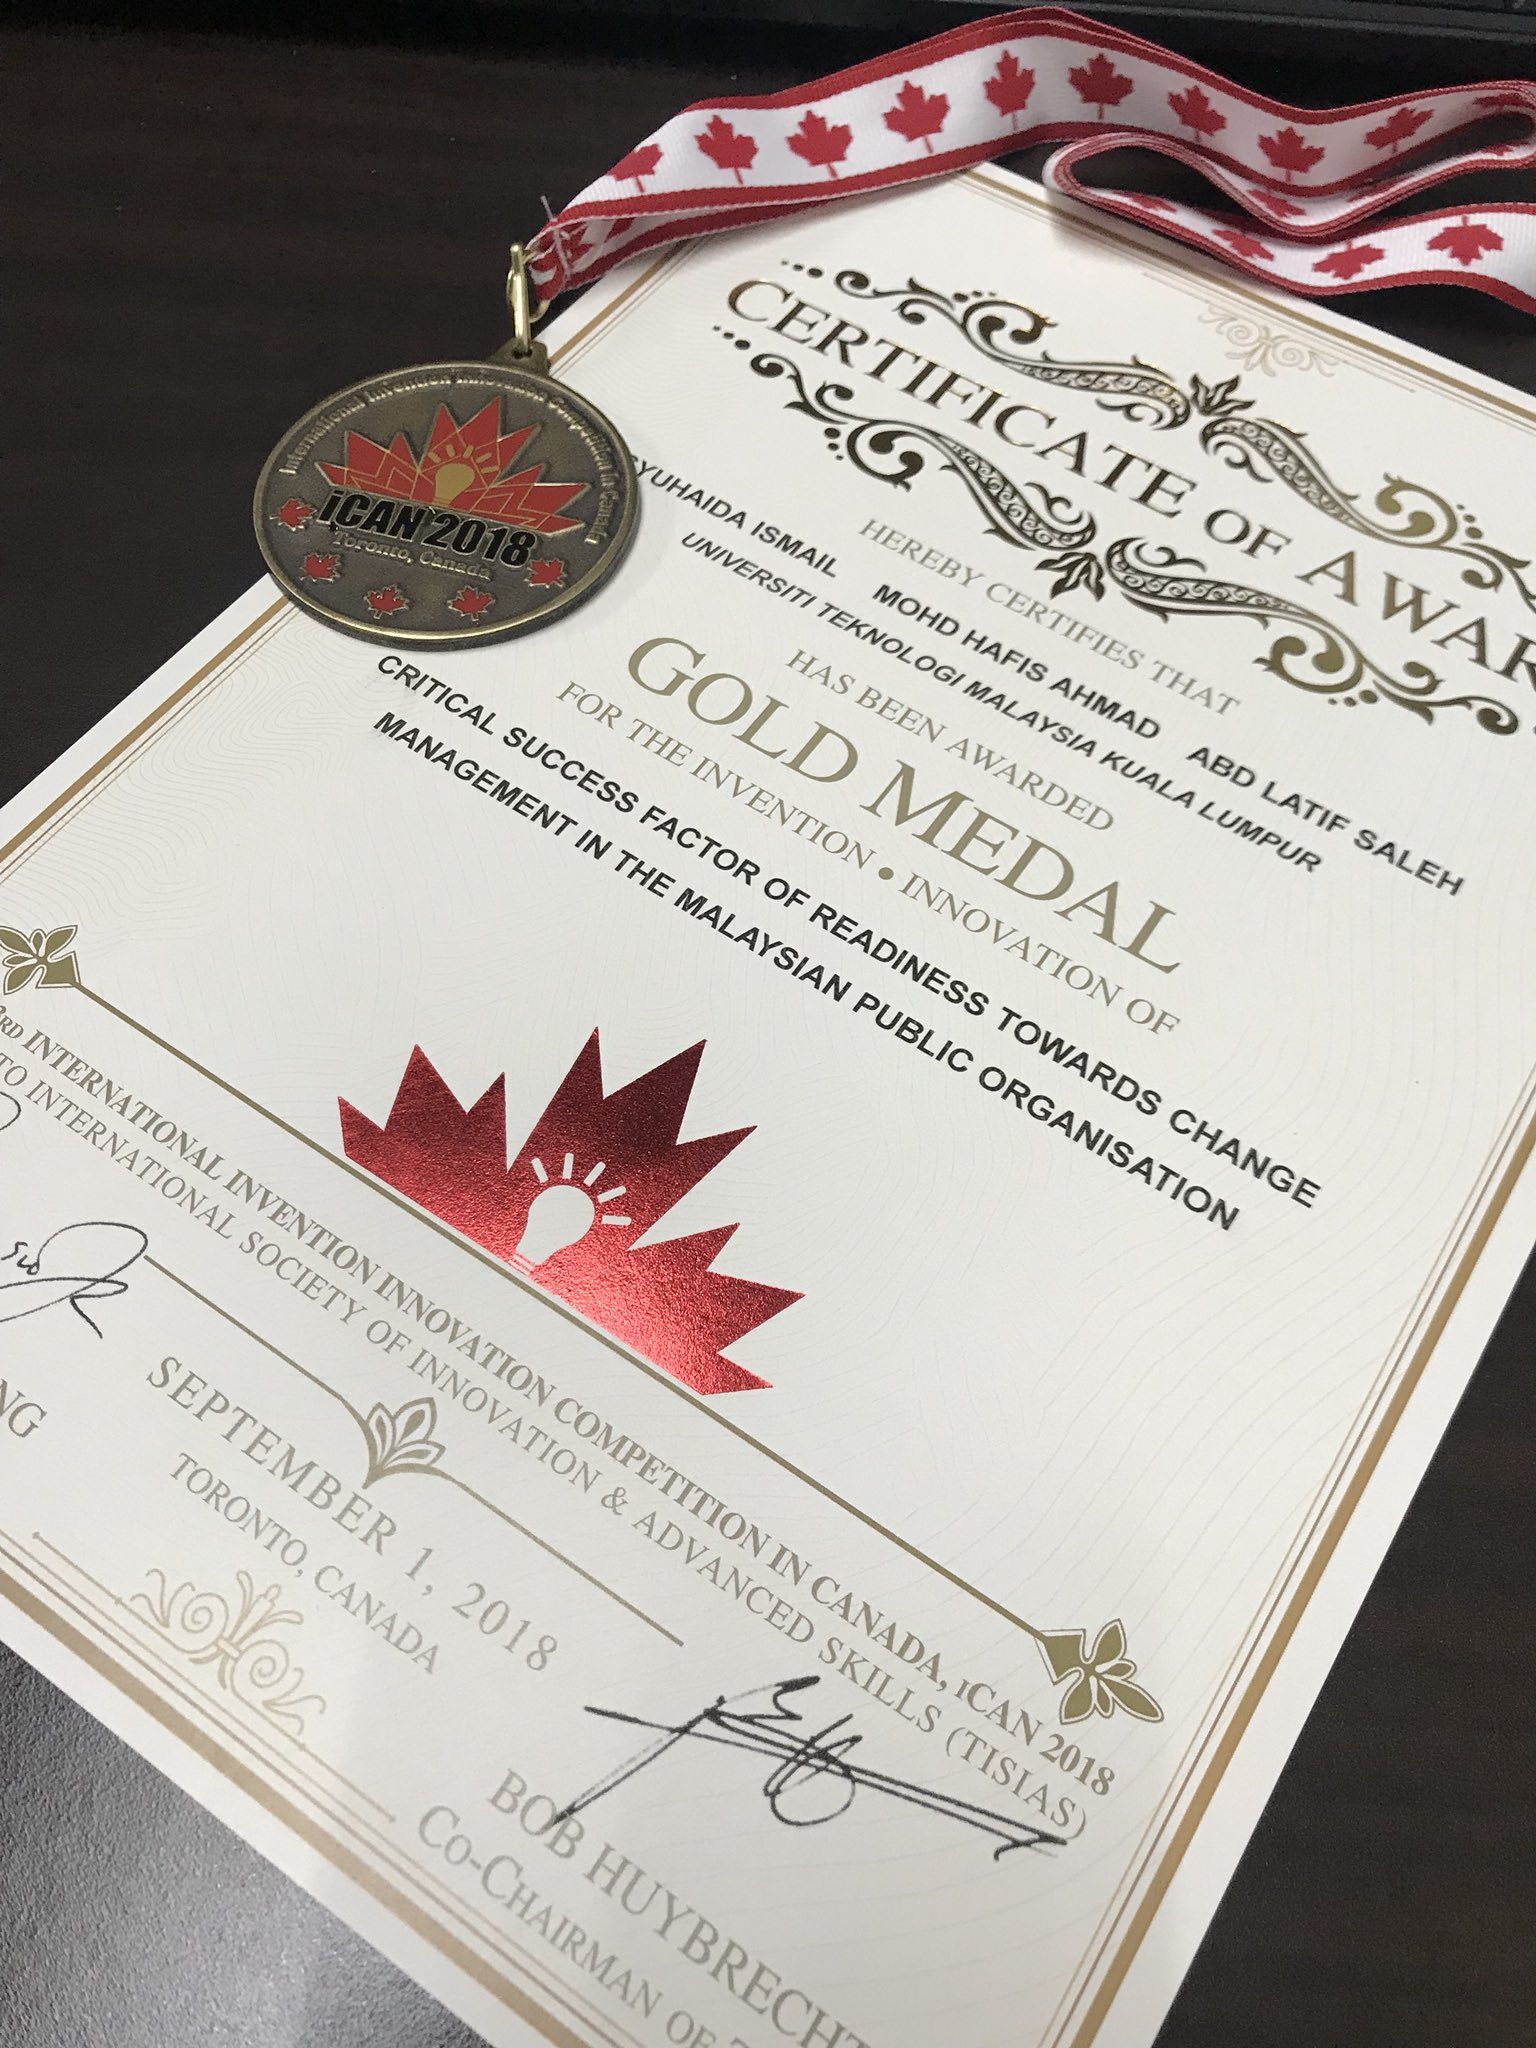 International Invention Innovation Competition in Canada
iCAN 2018
Toronto, Canada
CERTIFICATE OF
HEREBY CERTIFIES THAT
SYUHAIDA ISMAIL MOHD HAFIS AHMAD ABD LATIF SALEH
UNIVERSITI TEKNOLOGI MALAYSIA KUALA LUMPUR
HAS BEEN AWARDED
GOLD MEDAL
FOR THE INVENTION • INNOVATION OF
CRITICAL SUCCESS FACTOR OF READINESS TOWARDS CHANGE
MANAGEMENT IN THE MALAYSIAN PUBLIC ORGANISATION
3RD INTERNATIONAL INVENTION INNOVATION COMPETITION IN CANADA, iCAN 2018
INTERNATIONAL SOCIETY OF INNOVATION & ADVANCED SKILLS (TISIAS)
SEPTEMBER 1, 2018
TORONTO, CANADA
BOB
CO-CHAIRMAN OF